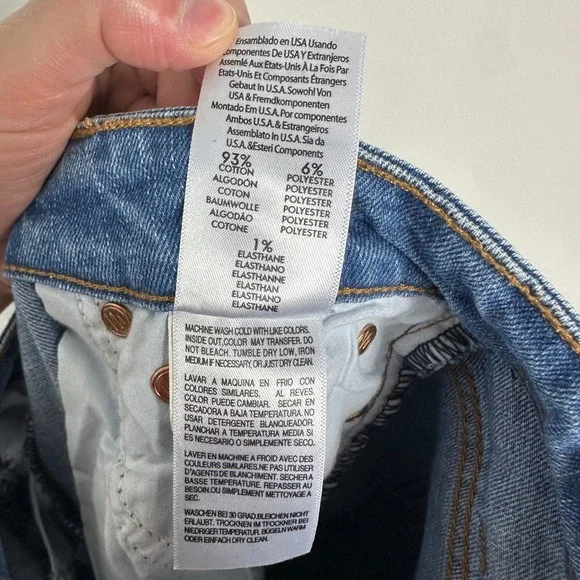 Ensamblado en USA Usando
Componentes De USA Y Extranjeros
Assemlé Aux Etats-Unis À La Fois Par
Etats-Unis Et Composants Étrangers
Gebaut In U.S.A. Sowohl Von
USA & Fremdkomponenten
Montado Em U.S.A. Por componentes
Ambos U.S.A.& Estrangeiros
Assemblato In U.S.A. Sia da
U.S.A.&Esteri Components
93% 6%
COTTON POLYESTER
ALGODÓN POLYESTER
COTON POLYESTER
BAUMWOLLE POLYESTER
ALGODÃO POLYESTER
COTONE POLYESTER
1%
ELASTHANE
ELASTHANO
ELASTHANNE
ELASTHAN
ELASTHANO
ELASTHANE
MACHINE WASH COLD WITH LIKE COLORS.
INSIDE OUT, COLOR MAY TRANSFER. DO
NOT BLEACH. TUMBLE DRY LOW, IRON
MEDIUM IF NECESSARY, OR JUST DRY CLEAN.
LAVAR A MAQUINA EN FRIO CON
COLORES SIMILARES. AL REVES.
COLOR PUEDE CAMBIAR, SECAR EN
SECADORA A BAJA TEMPERATURA. NO
USAR DETERGENTE BLANQUEADOR.
PLANCHAR A TEMPERATURA MEDIA SI
ES NECESARIO O SIMPLEMENTE SECO.
LAVER EN MACHINE A FROID AVEC DES
COULEURS SIMILAIRES.NE PAS UTILISER
D'AGENTS DE BLANCHIMENT. SECHER A
BASSE TEMPERATURE. REPASSER AU
BESOIN.OU SIMPLEMENT METTOYAGE A
SEC.
WASCHEN BEI 30 GRAD.BLEICHEN NICHT
ERLAUBT. TROCKNEN IM TROCKNER BEI
NIEDRIGER TEMPERATUR. WARM BÜGELN
ODER EINFACH DRY CLEAN.